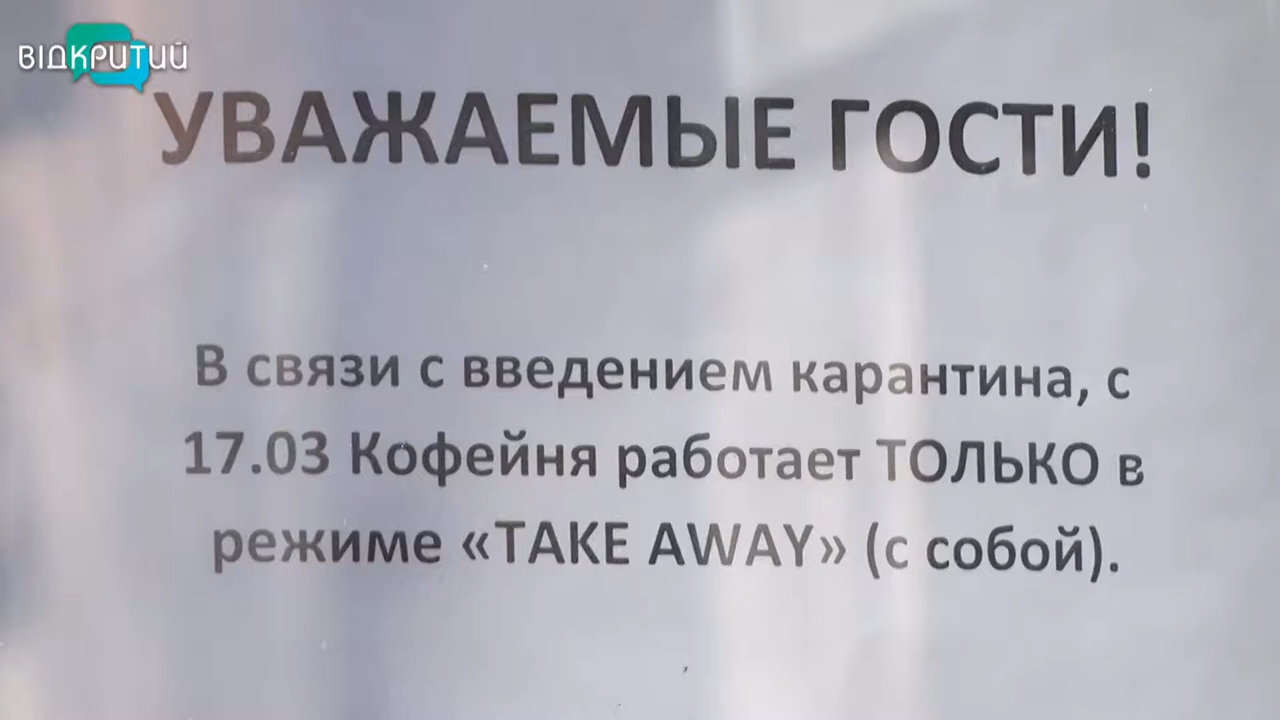 ВІДКРИТИЙ
УВАЖАЕМЫЕ ГОСТИ!
В связи с введением карантина, с
17.03 Кофейня работает ТОЛЬКО в
режиме «TAKE AWAY» (с собой).